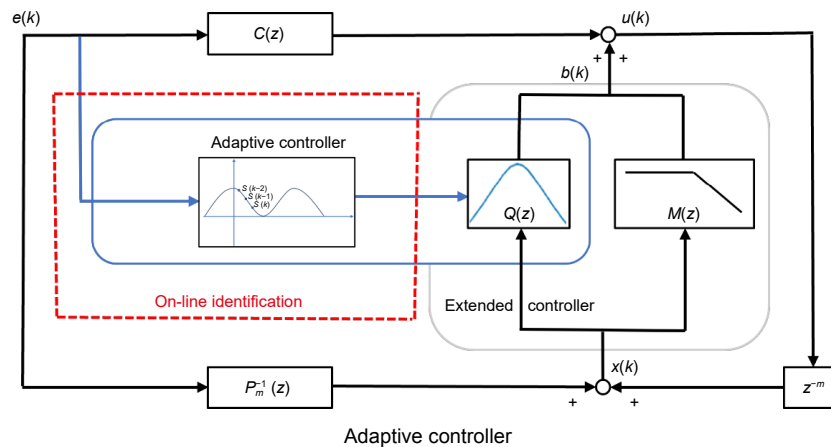 e(k)
C(z)
u(k)
+ +
b(k)
Adaptive controller
S (k−2)
S (k−1)
S (k)
Q(z)
M(z)
On-line identification
Extended controller
x(k)
P_m^{-1} (z)
+ +
z^{-m}
Adaptive controller